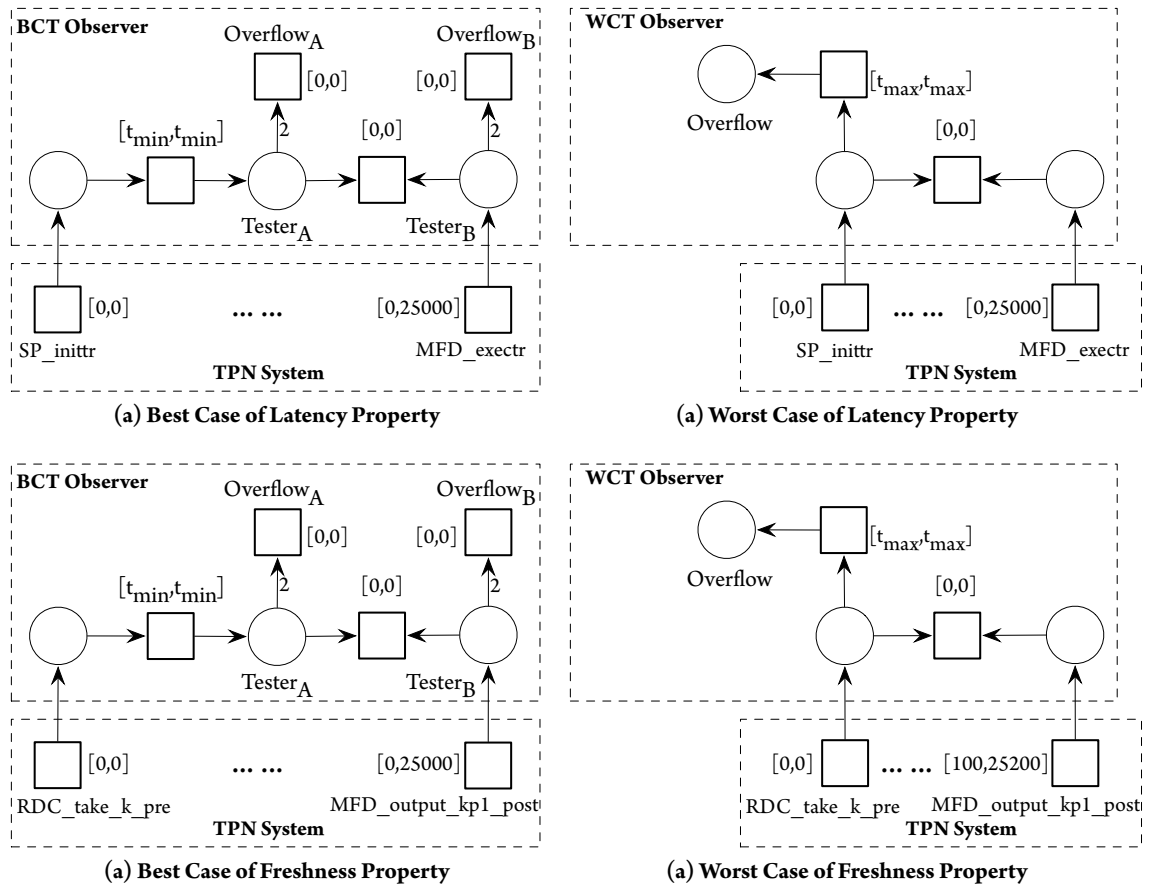 BCT Observer
Overflow_A
Overflow_B
[0,0]
[0,0]
2
2
[t_min,t_min]
[0,0]
Tester_A
Tester_B
[0,0]
... ...
[0,25000]
SP_inittr
MFD_exectr
TPN System
(a) Best Case of Latency Property
WCT Observer
[t_max,t_max]
Overflow
[0,0]
[0,0]
... ...
[0,25000]
SP_inittr
MFD_exectr
TPN System
(a) Worst Case of Latency Property
BCT Observer
Overflow_A
Overflow_B
[0,0]
[0,0]
2
2
[t_min,t_min]
[0,0]
Tester_A
Tester_B
[0,0]
... ...
[0,25000]
RDC_take_k_pre
MFD_output_kp1_post
TPN System
(a) Best Case of Freshness Property
WCT Observer
[t_max,t_max]
Overflow
[0,0]
[0,0]
... ...
[100,25200]
RDC_take_k_pre
MFD_output_kp1_post
TPN System
(a) Worst Case of Freshness Property